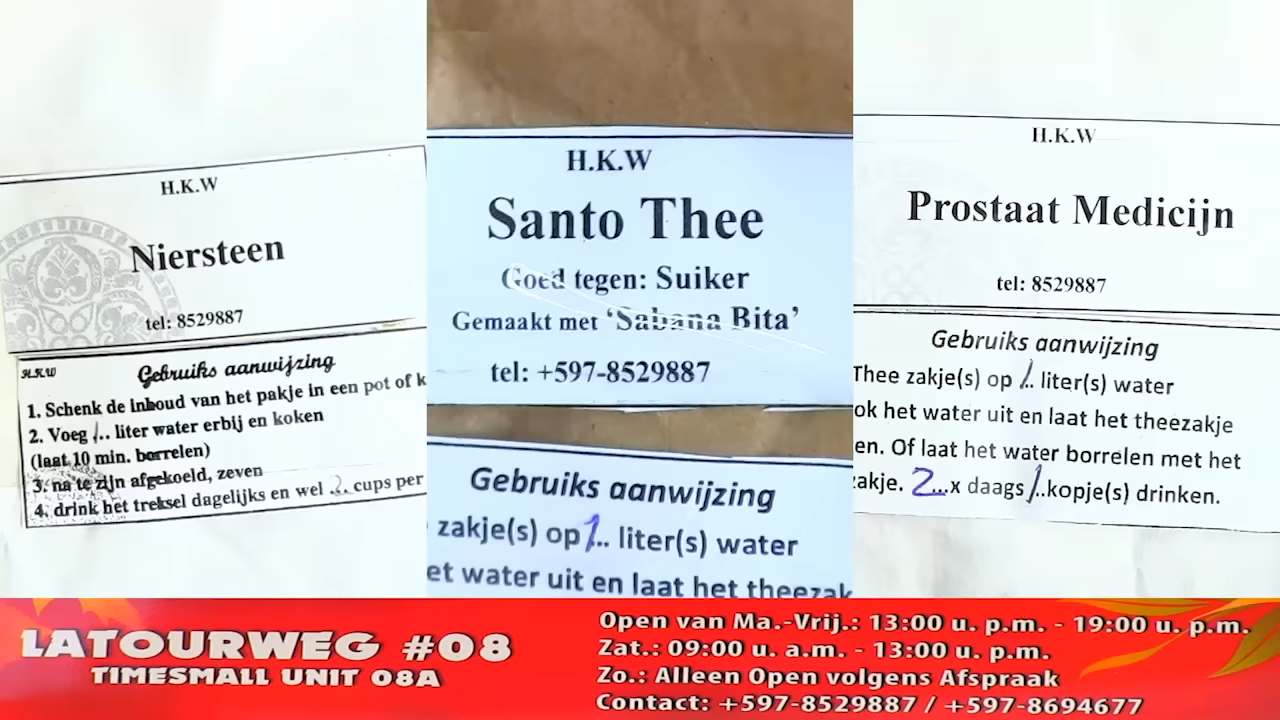 H.K.W
Niersteen
tel: 8529887
H.K.W
Gebruiks aanwijzing
1. Schenk de inhoud van het pakje in een pot of k
2. Voeg 1.. liter water erbij en koken
(laat 10 min. borrelen)
3. na te zijn afgekoeld, zeven
4. drink het treksel dagelijks en wel cups per
H.K.W
Santo Thee
Goed tegen: Suiker
Gemaakt met ‘Sabana Bita’
tel: +597-8529887
Gebruiks aanwijzing
zakje(s) op 1.. liter(s) water
et water uit en laat het theezak
H.K.W
Prostaat Medicijn
tel: 8529887
Gebruiks aanwijzing
Thee zakje(s) op 1.. liter(s) water
ok het water uit en laat het theezakje
en. Of laat het water borrelen met het
zakje. 2...x daags 1..kopje(s) drinken.
LATOURWEG #08
TIMESMALL UNIT 08A
Open van Ma.-Vrij.: 13:00 u. p.m. - 19:00 u. p.m.
Zat.: 09:00 u. a.m. - 13:00 u. p.m.
Zo.: Alleen Open volgens Afspraak
Contact: +597-8529887 / +597-8694677